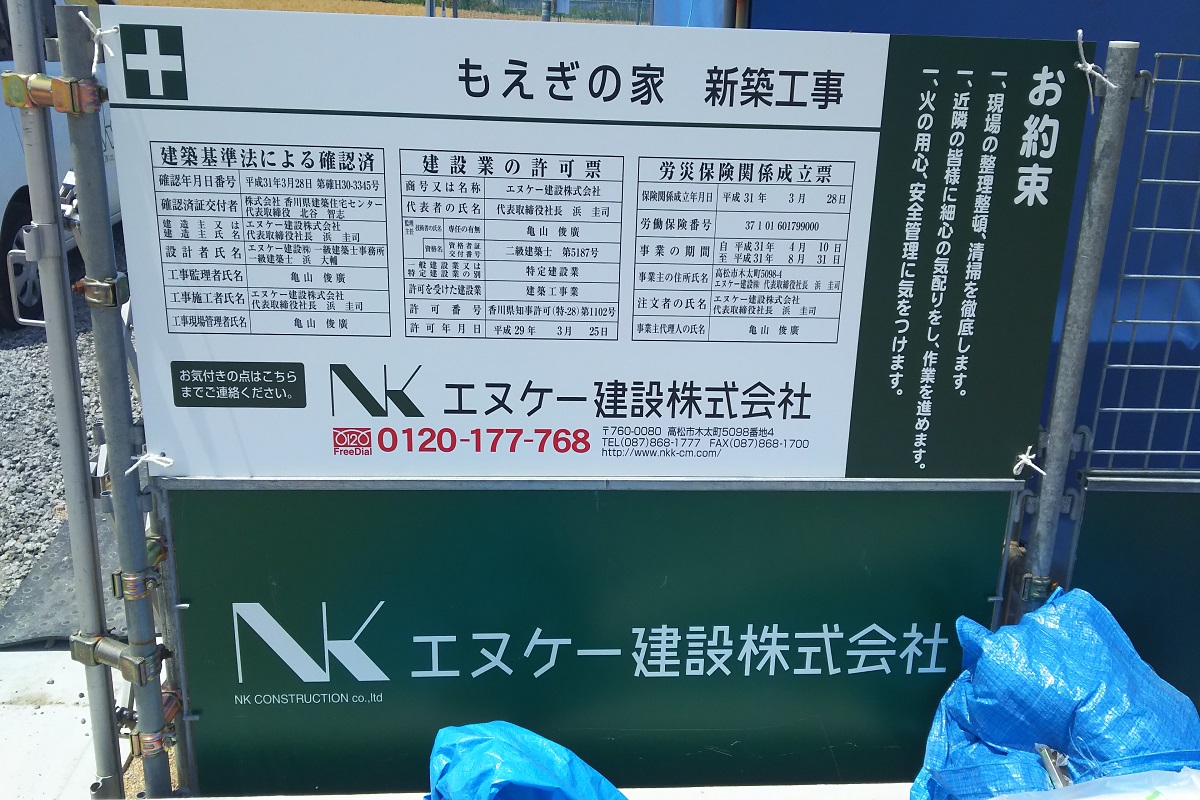 もえぎの家 新築工事
建築基準法による確認済
確認年月日番号 平成31年3月28日 第確H30-3345号
確認済証交付者 株式会社 香川県建築住宅センター
代表取締役 北谷 智志
建造主又は
建造主氏名 エヌケー建設株式会社
代表取締役社長 浜 圭司
設計者氏名 エヌケー建設㈱ 一級建築士事務所
一級建築士 浜 大輔
工事監理者氏名 亀山 俊廣
工事施工者氏名 エヌケー建設株式会社
代表取締役社長 浜 圭司
工事現場管理者氏名 亀山 俊廣
建設業の許可票
商号又は名称 エヌケー建設株式会社
代表者の氏名 代表取締役社長 浜 圭司
監理
主任 技術者の氏名 専任の有無 亀山 俊廣
資格名 資格者証
交付番号 二級建築士 第5187号
一般建設業又は
特定建設業の別 特定建設業
許可を受けた建設業 建築工事業
許可番号 香川県知事許可(特-28)第1102号
許可年月日 平成29年 3月 25日
労災保険関係成立票
保険関係成立年月日 平成 31年 3月 28日
労働保険番号 37 1 01 601799000
事業の期間 自 平成31年 4月 10日
至 平成31年 8月 31日
事業主の住所氏名 高松市木太町5098-4
エヌケー建設㈱ 代表取締役社長 浜 圭司
注文者の氏名 エヌケー建設株式会社
代表取締役社長 浜 圭司
事業主代理人の氏名 亀山 俊廣
お約束
一、現場の整理整頓、清掃を徹底します。
一、近隣の皆様に細心の気配りをし、作業を進めます。
一、火の用心、安全管理に気をつけます。
お気付きの点はこちら
までご連絡ください。
NK エヌケー建設株式会社
0120
FreeDial 0120-177-768
〒760-0080 高松市木太町5098番地4
TEL(087)868-1777 FAX(087)868-1700
http://www.nkk-cm.com/
NK エヌケー建設株式会社
NK CONSTRUCTION co.,ltd